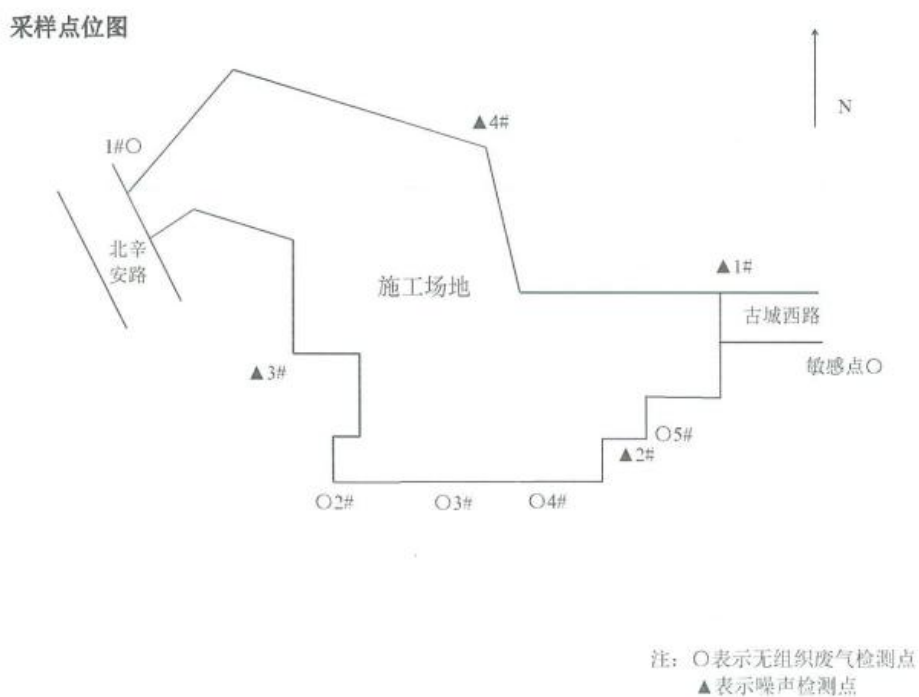 采样点位图
▲4#
N
1#○
北辛
安路
▲1#
施工场地
古城西路
▲3#
敏感点○
○5#
▲2#
○2#
○3#
○4#
注：○表示无组织废气检测点
▲表示噪声检测点